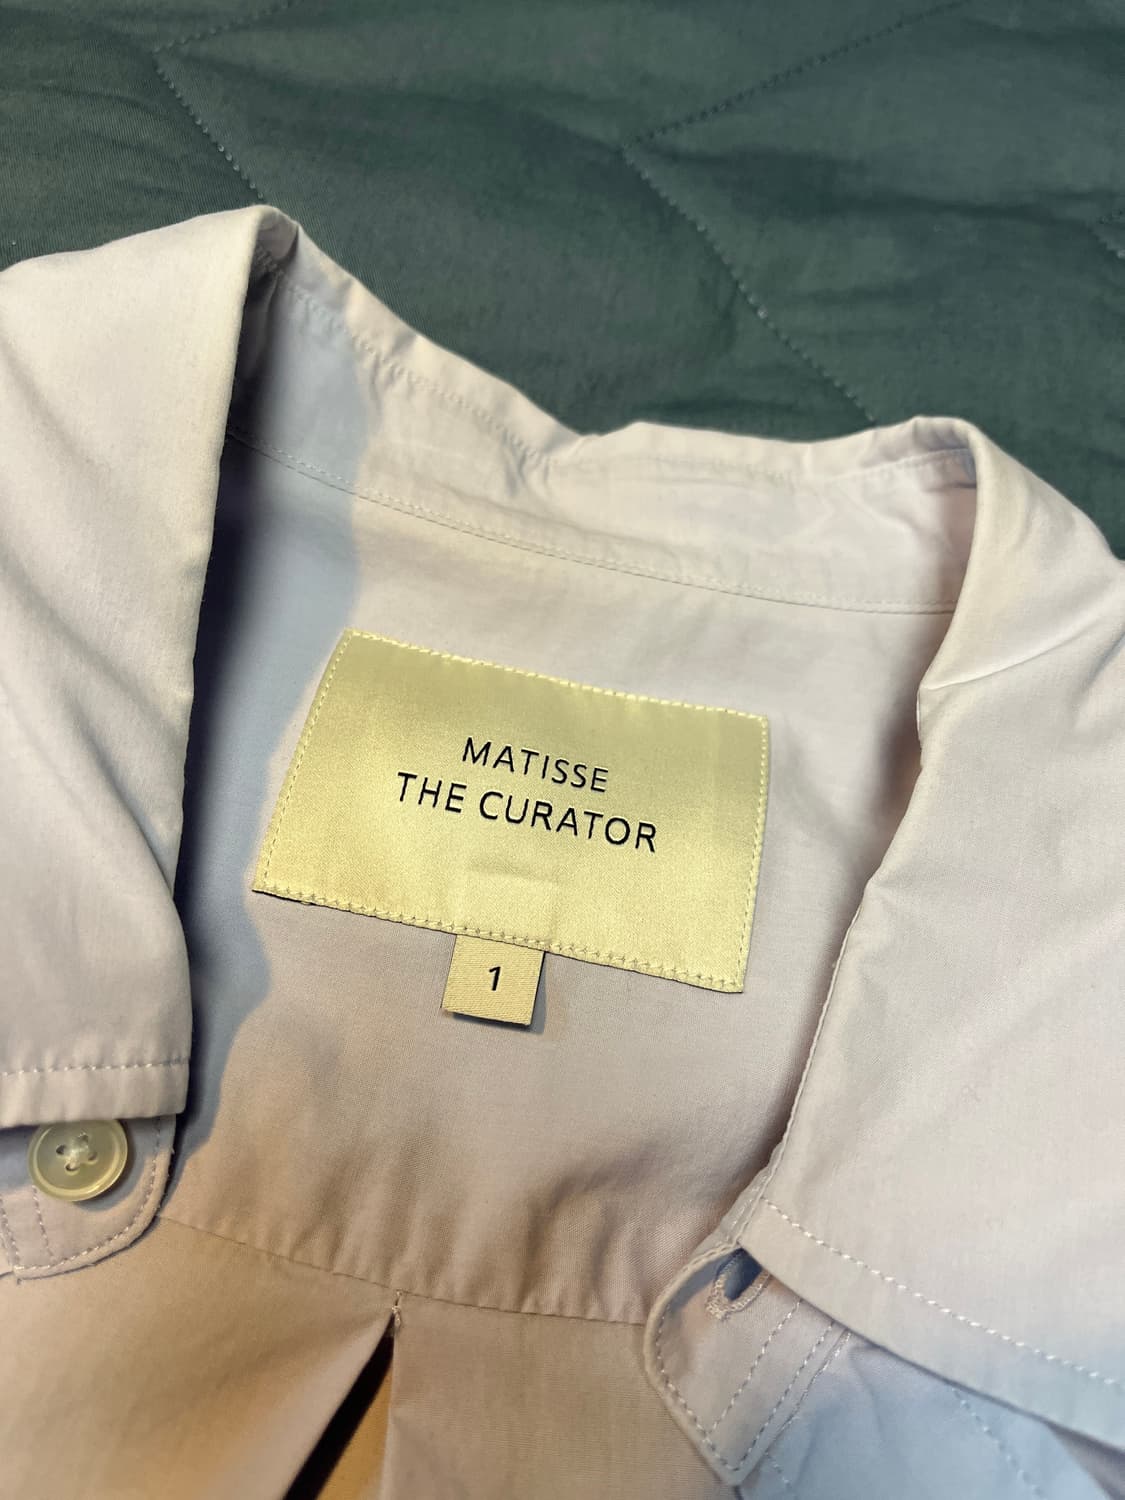 MATISSE
THE CURATOR
1